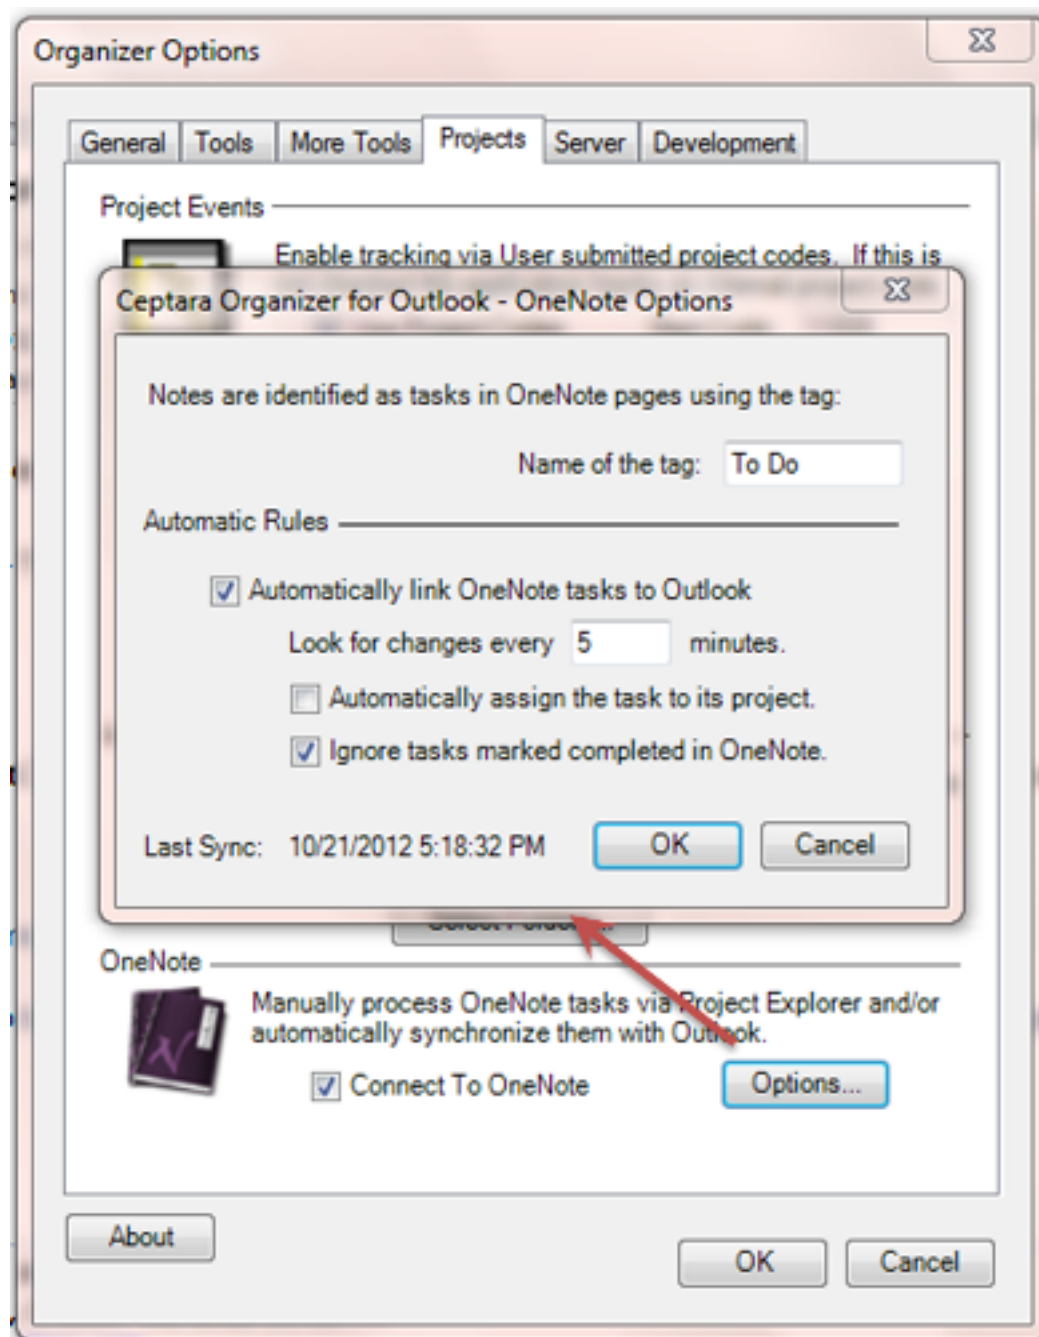 Organizer Options
General Tools More Tools Projects Server Development
Project Events
Enable tracking via User submitted project codes. If this is
Ceptara Organizer for Outlook - OneNote Options
Notes are identified as tasks in OneNote pages using the tag:
Name of the tag: To Do
Automatic Rules
Automatically link OneNote tasks to Outlook
Look for changes every 5 minutes.
Automatically assign the task to its project.
Ignore tasks marked completed in OneNote.
Last Sync: 10/21/2012 5:18:32 PM OK Cancel
OneNote
Manually process OneNote tasks via Project Explorer and/or
automatically synchronize them with Outlook.
Connect To OneNote Options...
About
OK Cancel